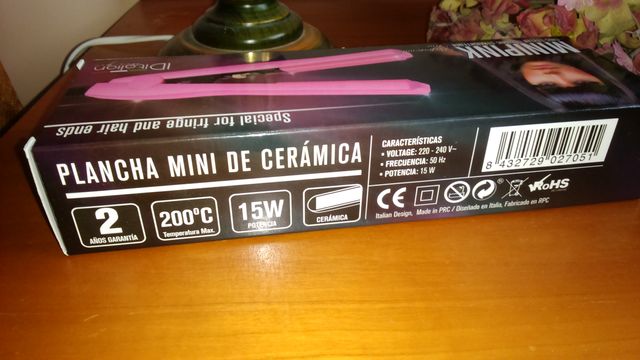 MINIPINK
IDitalian
Special for fringe and hair ends
PLANCHA MINI DE CERÁMICA
2
AÑOS GARANTÍA
200°C
Temperatura Max.
15W
POTENCIA
CERÁMICA
CARACTERÍSTICAS
• VOLTAGE: 220 - 240 V~
• FRECUENCIA: 50 Hz
• POTENCIA: 15 W
CE
RoHS
Italian Design, Made in PRC / Diseñado en Italia, Fabricado en RPC
8 432729 027051